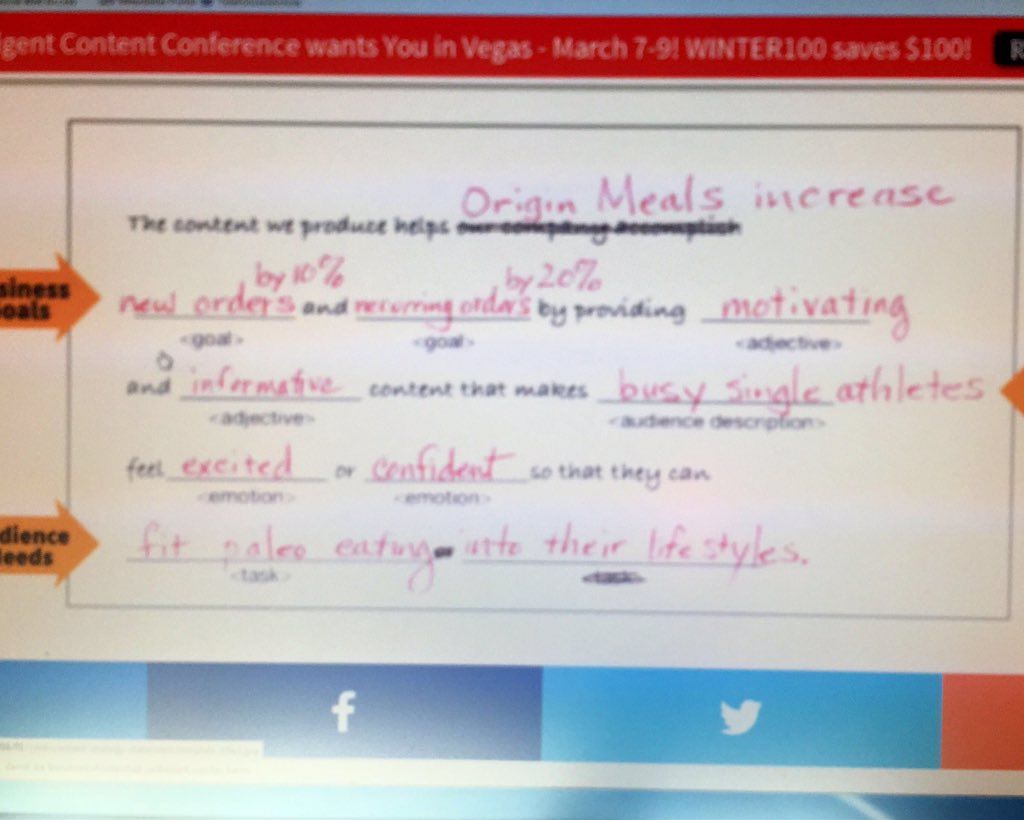 gent Content Conference wants You in Vegas - March 7-9! WINTER100 saves $100! R
Origin Meals increase
The content we produce helps our company accomplish
by 10% by 20%
new orders and recurring orders by providing motivating
<goal> <goal> <adjective>
siness
oals
and informative content that makes busy single athletes
<adjective> <audience description>
feel excited or confident so that they can
<emotion> <emotion>
dience
eeds
fit paleo eating into their lifestyles.
<task> <task>
f